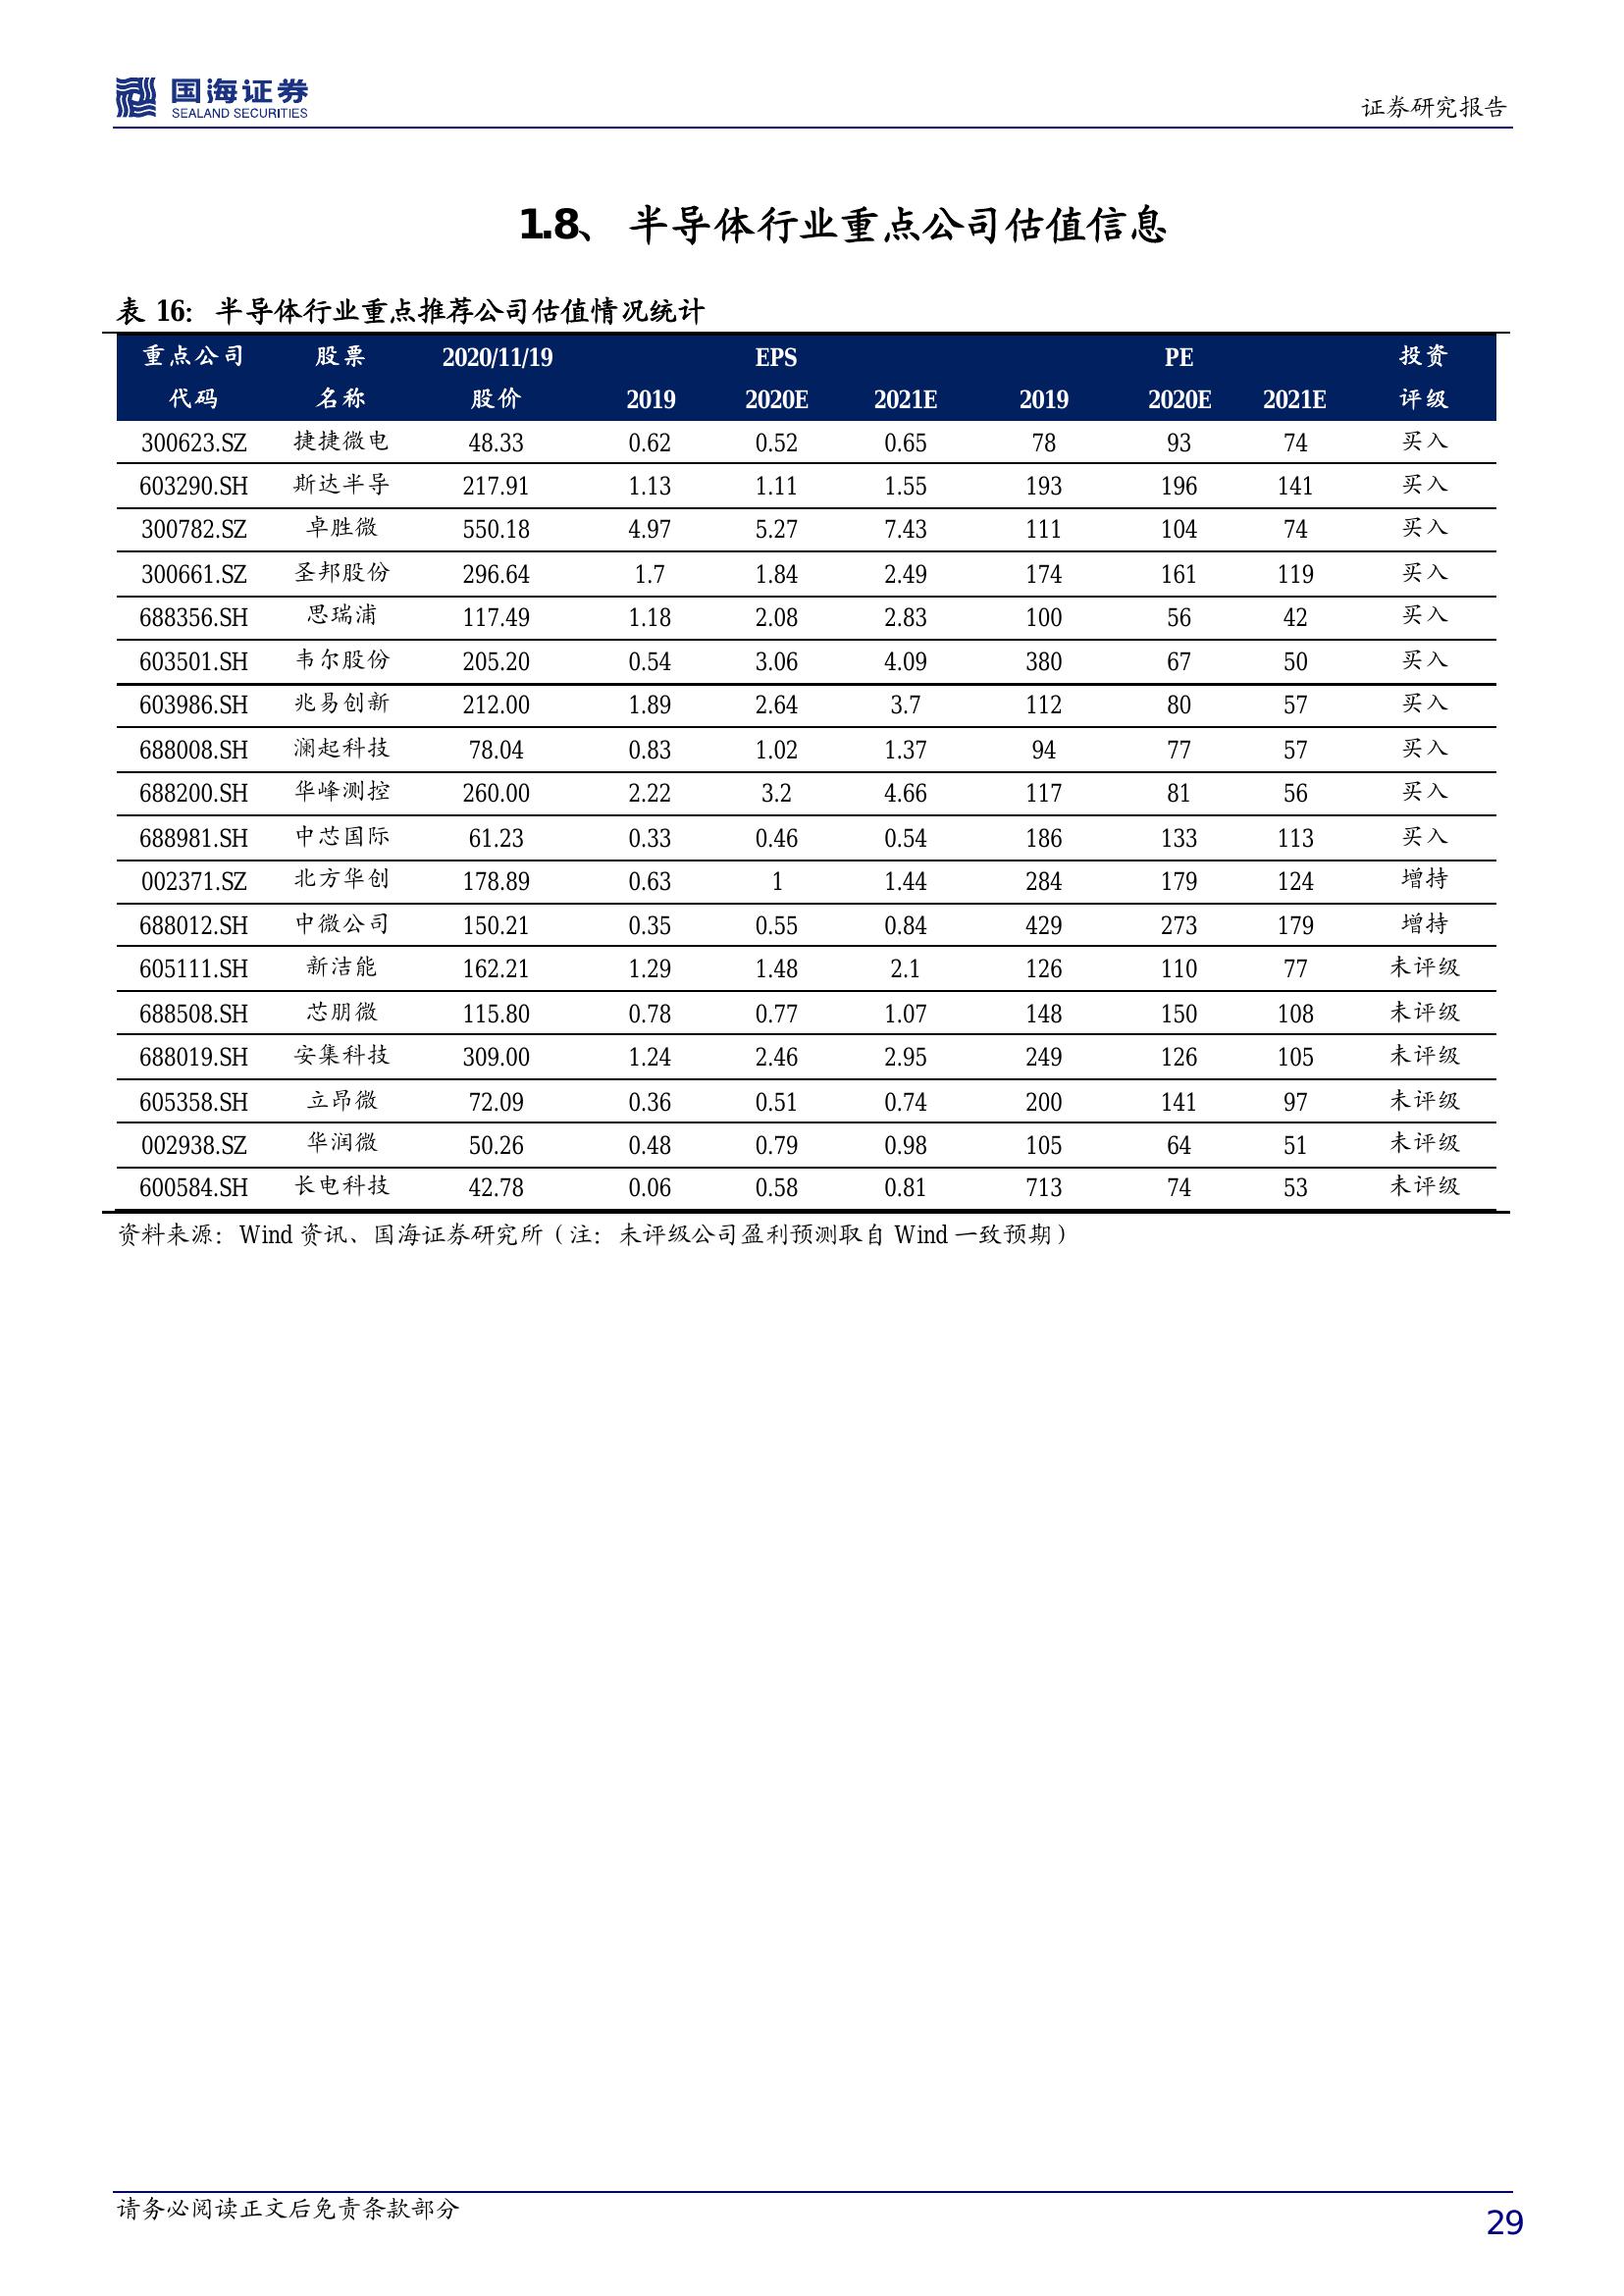 国海证券
SEALAND SECURITIES
证券研究报告
1.8、 半导体行业重点公司估值信息
表 16：半导体行业重点推荐公司估值情况统计
重点公司 股票 2020/11/19 EPS PE 投资
代码 名称 股价 2019 2020E 2021E 2019 2020E 2021E 评级
300623.SZ 捷捷微电 48.33 0.62 0.52 0.65 78 93 74 买入
603290.SH 斯达半导 217.91 1.13 1.11 1.55 193 196 141 买入
300782.SZ 卓胜微 550.18 4.97 5.27 7.43 111 104 74 买入
300661.SZ 圣邦股份 296.64 1.7 1.84 2.49 174 161 119 买入
688356.SH 思瑞浦 117.49 1.18 2.08 2.83 100 56 42 买入
603501.SH 韦尔股份 205.20 0.54 3.06 4.09 380 67 50 买入
603986.SH 兆易创新 212.00 1.89 2.64 3.7 112 80 57 买入
688008.SH 澜起科技 78.04 0.83 1.02 1.37 94 77 57 买入
688200.SH 华峰测控 260.00 2.22 3.2 4.66 117 81 56 买入
688981.SH 中芯国际 61.23 0.33 0.46 0.54 186 133 113 买入
002371.SZ 北方华创 178.89 0.63 1 1.44 284 179 124 增持
688012.SH 中微公司 150.21 0.35 0.55 0.84 429 273 179 增持
605111.SH 新洁能 162.21 1.29 1.48 2.1 126 110 77 未评级
688508.SH 芯朋微 115.80 0.78 0.77 1.07 148 150 108 未评级
688019.SH 安集科技 309.00 1.24 2.46 2.95 249 126 105 未评级
605358.SH 立昂微 72.09 0.36 0.51 0.74 200 141 97 未评级
002938.SZ 华润微 50.26 0.48 0.79 0.98 105 64 51 未评级
600584.SH 长电科技 42.78 0.06 0.58 0.81 713 74 53 未评级
资料来源：Wind 资讯、国海证券研究所（注：未评级公司盈利预测取自 Wind 一致预期）
请务必阅读正文后免责条款部分
29